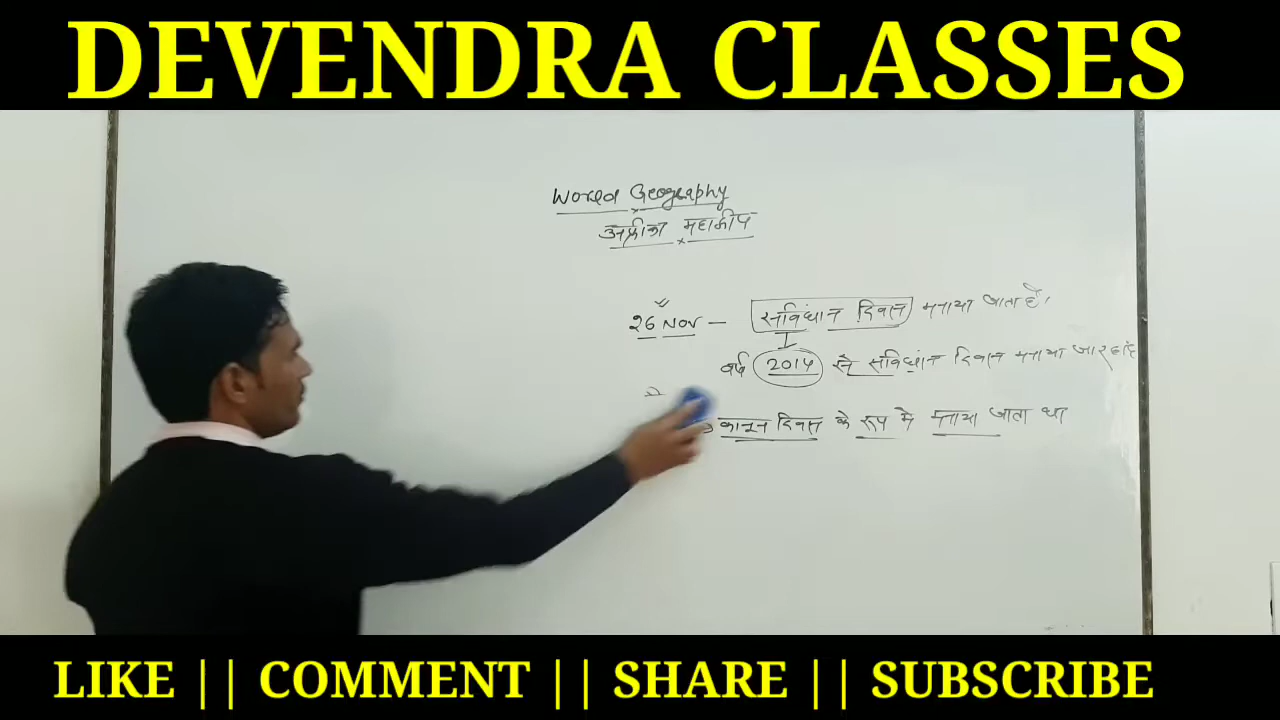 DEVENDRA CLASSES
World Geography
अफ्रीका महाद्वीप
26 Nov – संविधान दिवस मनाया जाता है।
वर्ष 2015 से संविधान दिवस मनाया जा रहा है
कानून दिवस के रूप मे मनाया जाता था
LIKE || COMMENT || SHARE || SUBSCRIBE